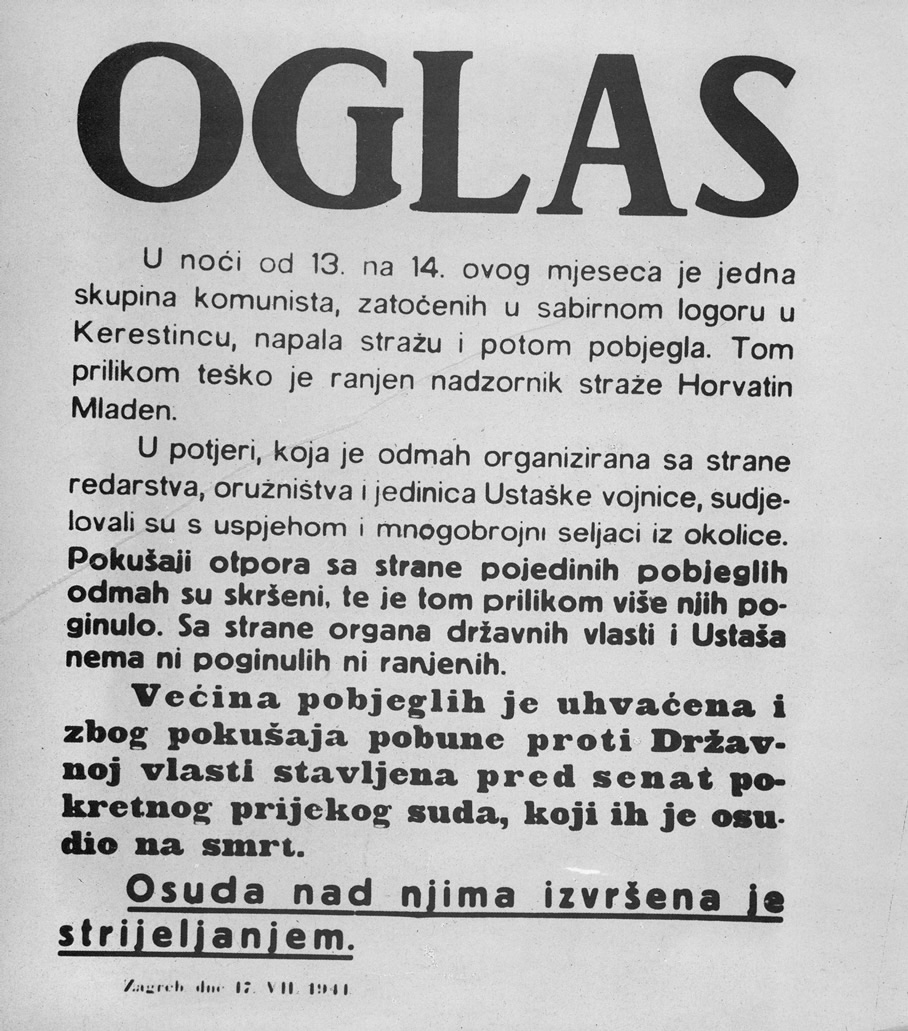 OGLAS
U noći od 13. na 14. ovog mjeseca je jedna
skupina komunista, zatočenih u sabirnom logoru u
Kerestincu, napala stražu i potom pobjegla. Tom
prilikom teško je ranjen nadzornik straže Horvatin
Mladen.
U potjeri, koja je odmah organizirana sa strane
redarstva, oružništva i jedinica Ustaške vojnice, sudje-
lovali su s uspjehom i mnogobrojni seljaci iz okolice.
Pokušaji otpora sa strane pojedinih pobjeglih
odmah su skršeni, te je tom prilikom više njih po-
ginulo. Sa strane organa državnih vlasti i Ustaša
nema ni poginulih ni ranjenih.
Većina pobjeglih je uhvaćena i
zbog pokušaja pobune proti Držav-
noj vlasti stavljena pred senat po-
kretnog prijekog suda, koji ih je osu-
dio na smrt.
Osuda nad njima izvršena je
strijeljanjem.
Zagreb, dne 17. VII. 1941.